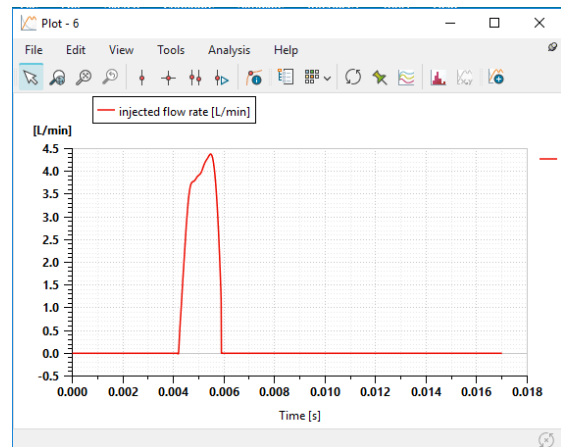 Plot - 6
File Edit View Tools Analysis Help
injected flow rate [L/min]
[L/min]
4.5
4.0
3.5
3.0
2.5
2.0
1.5
1.0
0.5
0.0
-0.5
0.000 0.002 0.004 0.006 0.008 0.010 0.012 0.014 0.016 0.018
Time [s]